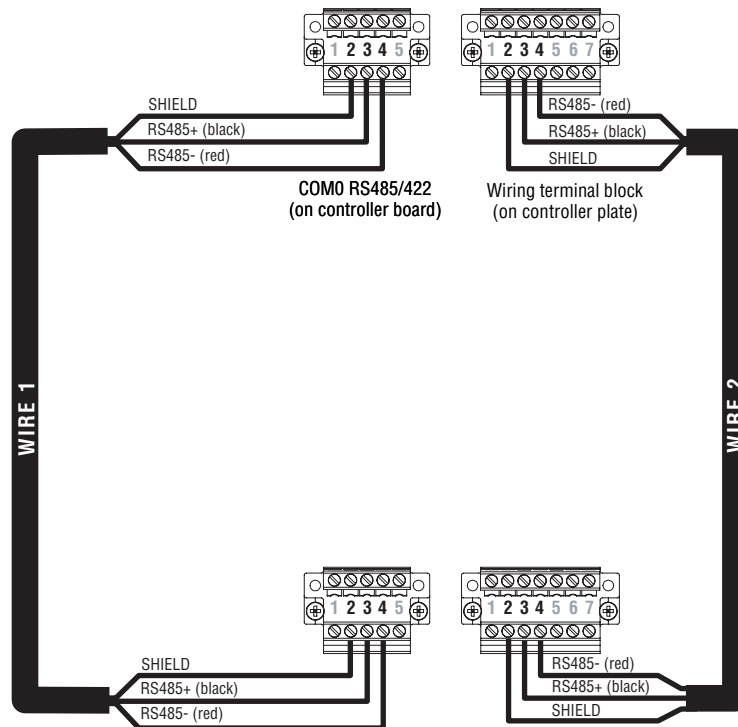 1 2 3 4 5
1 2 3 4 5 6 7
SHIELD
RS485+ (black)
RS485- (red)
RS485- (red)
RS485+ (black)
SHIELD
COM0 RS485/422
(on controller board)
Wiring terminal block
(on controller plate)
WIRE 1
WIRE 2
1 2 3 4 5
1 2 3 4 5 6 7
SHIELD
RS485+ (black)
RS485- (red)
RS485- (red)
RS485+ (black)
SHIELD